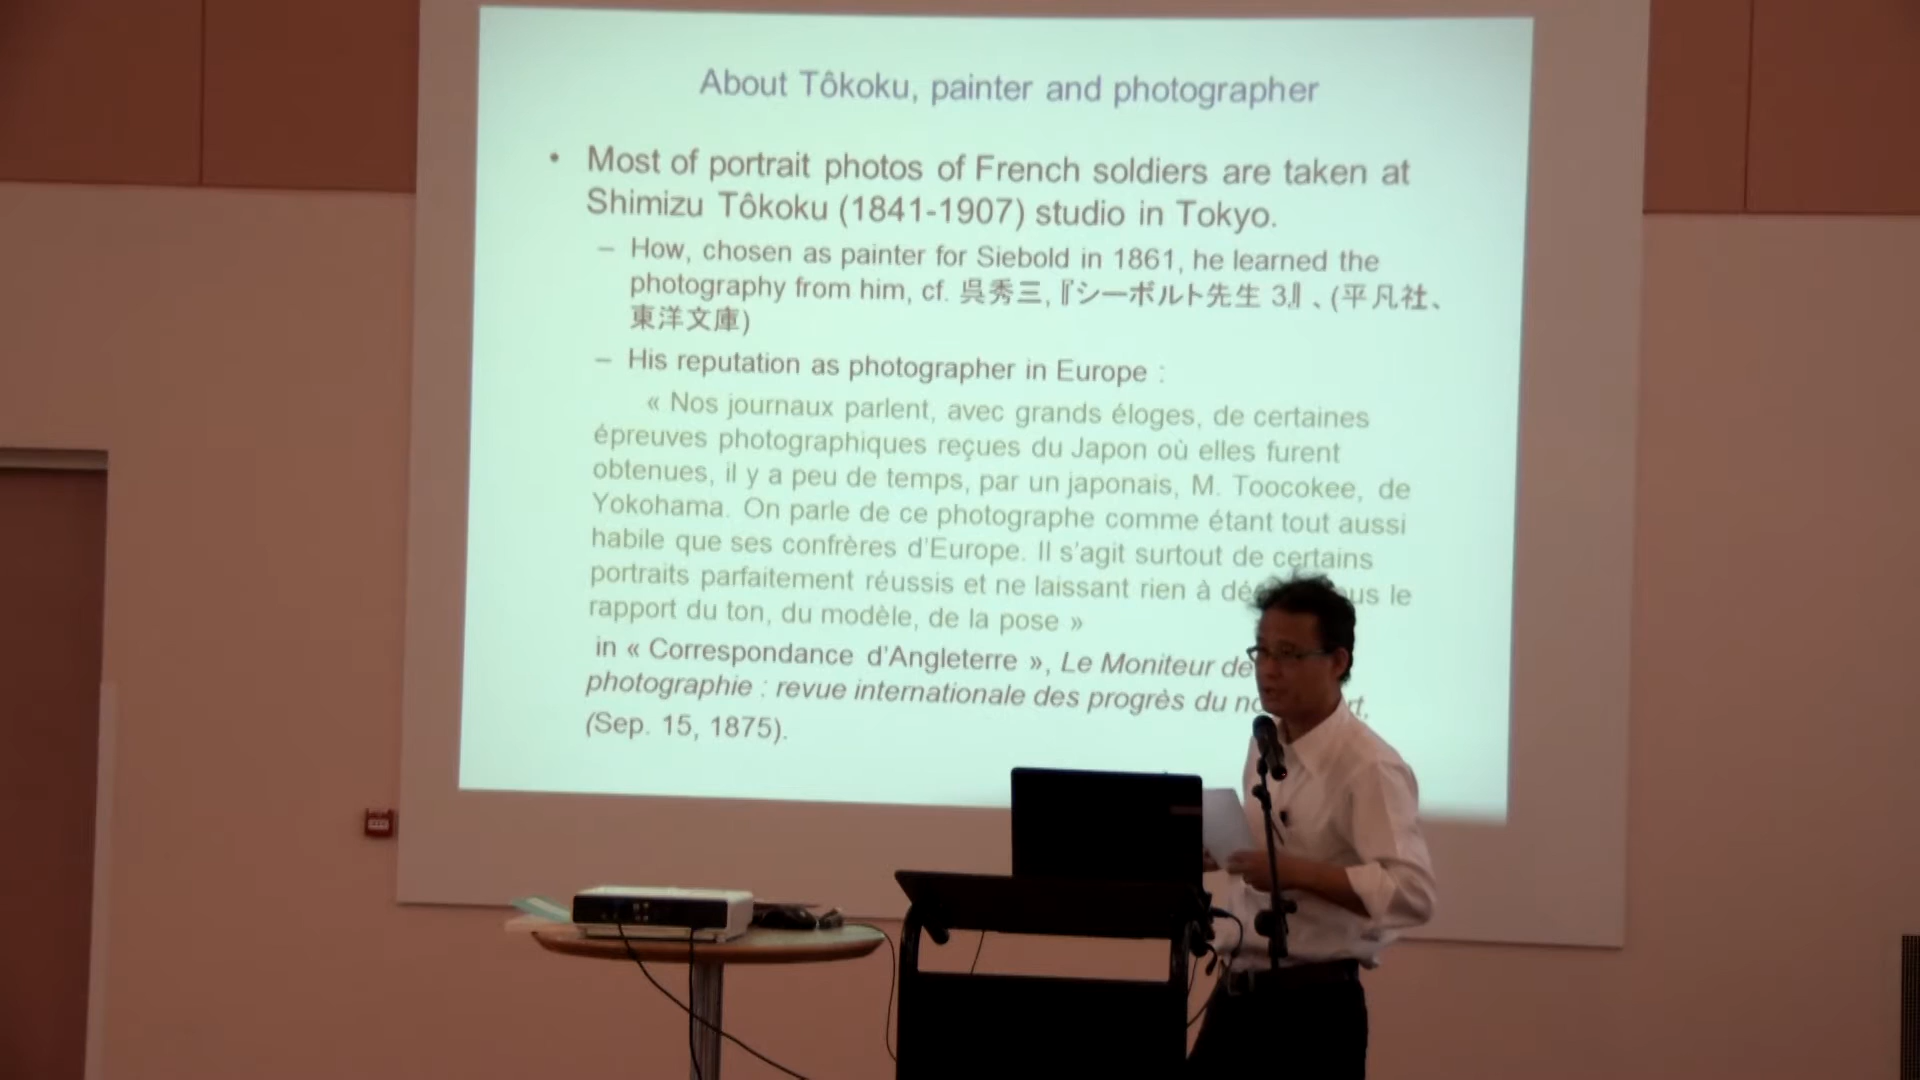 About Tôkoku, painter and photographer
• Most of portrait photos of French soldiers are taken at
Shimizu Tôkoku (1841-1907) studio in Tokyo.
– How, chosen as painter for Siebold in 1861, he learned the
photography from him, cf. 呉秀三,『シーボルト先生 3』、(平凡社、
東洋文庫)
– His reputation as photographer in Europe :
« Nos journaux parlent, avec grands éloges, de certaines
épreuves photographiques reçues du Japon où elles furent
obtenues, il y a peu de temps, par un japonais, M. Toocokee, de
Yokohama. On parle de ce photographe comme étant tout aussi
habile que ses confrères d'Europe. Il s'agit surtout de certains
portraits parfaitement réussis et ne laissant rien à le
rapport du ton, du modèle, de la pose »
in « Correspondance d'Angleterre », Le Moniteur de
photographie : revue internationale des progrès du
(Sep. 15, 1875).